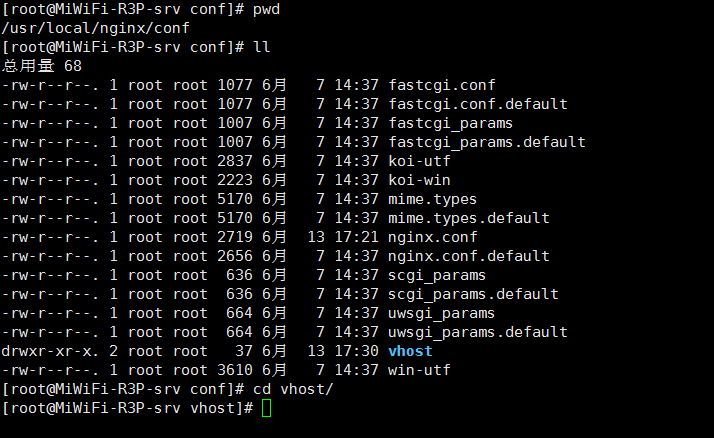 [root@MiWiFi-R3P-srv conf]# pwd
/usr/local/nginx/conf
[root@MiWiFi-R3P-srv conf]# ll
总用量 68
-rw-r--r--. 1 root root 1077 6月   7 14:37 fastcgi.conf
-rw-r--r--. 1 root root 1077 6月   7 14:37 fastcgi.conf.default
-rw-r--r--. 1 root root 1007 6月   7 14:37 fastcgi_params
-rw-r--r--. 1 root root 1007 6月   7 14:37 fastcgi_params.default
-rw-r--r--. 1 root root 2837 6月   7 14:37 koi-utf
-rw-r--r--. 1 root root 2223 6月   7 14:37 koi-win
-rw-r--r--. 1 root root 5170 6月   7 14:37 mime.types
-rw-r--r--. 1 root root 5170 6月   7 14:37 mime.types.default
-rw-r--r--. 1 root root 2719 6月  13 17:21 nginx.conf
-rw-r--r--. 1 root root 2656 6月   7 14:37 nginx.conf.default
-rw-r--r--. 1 root root  636 6月   7 14:37 scgi_params
-rw-r--r--. 1 root root  636 6月   7 14:37 scgi_params.default
-rw-r--r--. 1 root root  664 6月   7 14:37 uwsgi_params
-rw-r--r--. 1 root root  664 6月   7 14:37 uwsgi_params.default
drwxr-xr-x. 2 root root   37 6月  13 17:30 vhost
-rw-r--r--. 1 root root 3610 6月   7 14:37 win-utf
[root@MiWiFi-R3P-srv conf]# cd vhost/
[root@MiWiFi-R3P-srv vhost]#